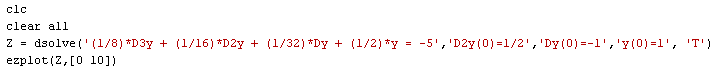 clc
clear all
Z = dsolve('(1/8)*D3y + (1/16)*D2y + (1/32)*Dy + (1/2)*y = -5','D2y(0)=1/2','Dy(0)=-1','y(0)=1', 'T')
ezplot(Z,[0 10])